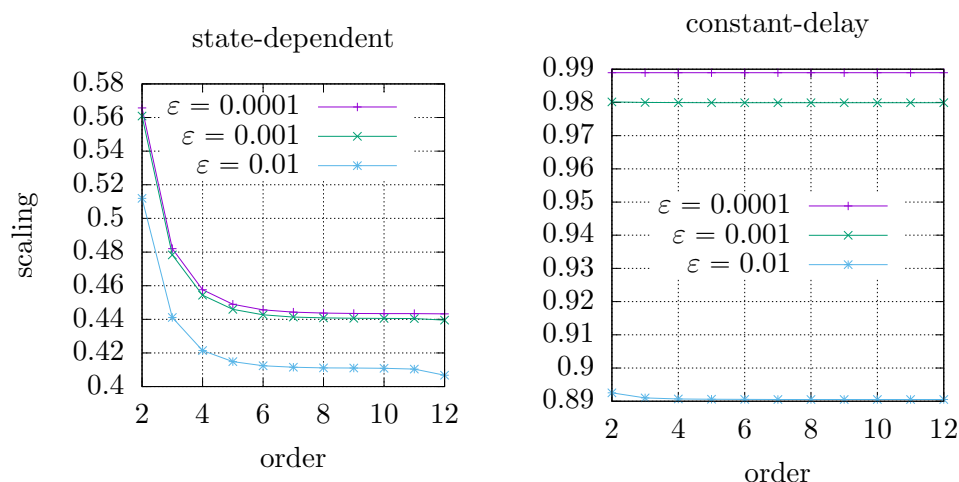 state-dependent
0.58
0.56
0.54
0.52
0.5
0.48
0.46
0.44
0.42
0.4
scaling
ε = 0.0001
ε = 0.001
ε = 0.01
2 4 6 8 10 12
order
constant-delay
0.99
0.98
0.97
0.96
0.95
0.94
0.93
0.92
0.91
0.9
0.89
ε = 0.0001
ε = 0.001
ε = 0.01
2 4 6 8 10 12
order